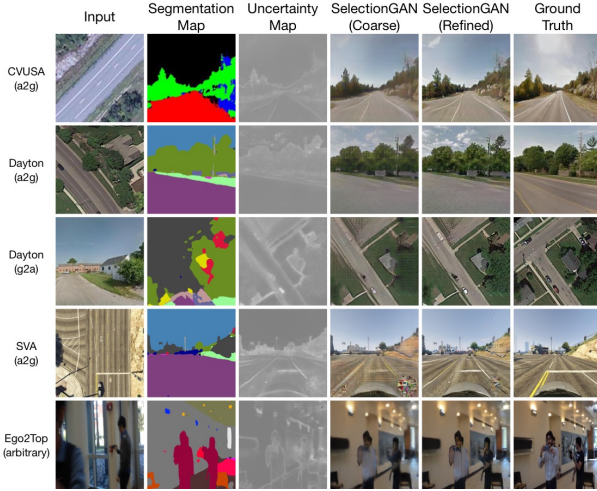 Input
Segmentation
Map
Uncertainty
Map
SelectionGAN
(Coarse)
SelectionGAN
(Refined)
Ground
Truth
CVUSA
(a2g)
Dayton
(a2g)
Dayton
(g2a)
SVA
(a2g)
Ego2Top
(arbitrary)